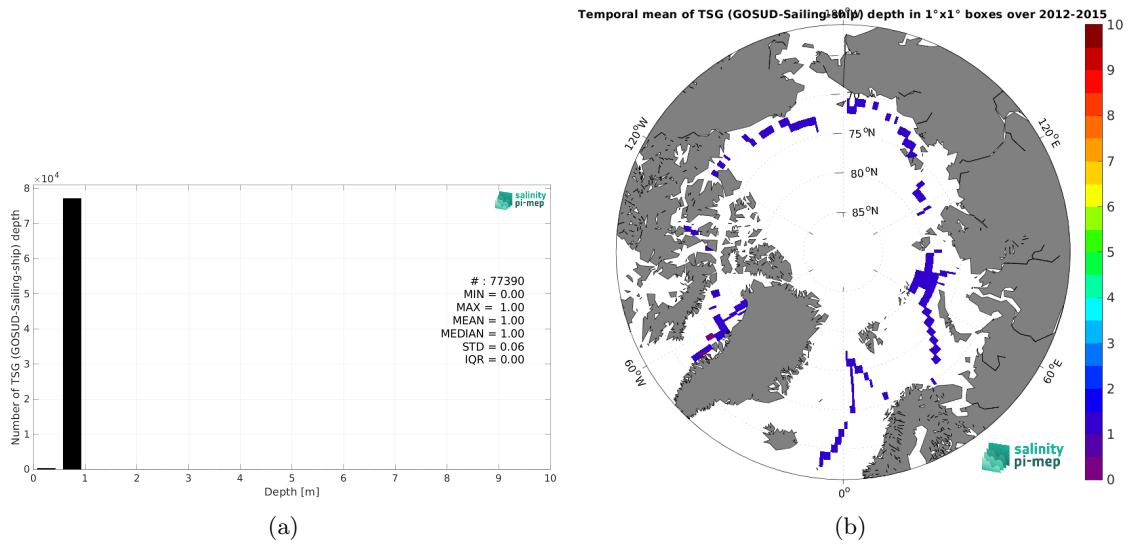 Temporal mean of TSG (GOSUD-Sailing-ship) depth in 1°x1° boxes over 2012-2015
×10⁴
8
7
6
5
4
3
2
1
0
Number of TSG (GOSUD-Sailing-ship) depth
0 1 2 3 4 5 6 7 8 9 10
Depth [m]
salinity
pi-mep
# : 77390
MIN = 0.00
MAX = 1.00
MEAN = 1.00
MEDIAN = 1.00
STD = 0.06
IQR = 0.00
(a)
120°W
120°E
75°N
80°N
85°N
60°W
60°E
0°
10
9
8
7
6
5
4
3
2
1
0
salinity
pi-mep
(b)